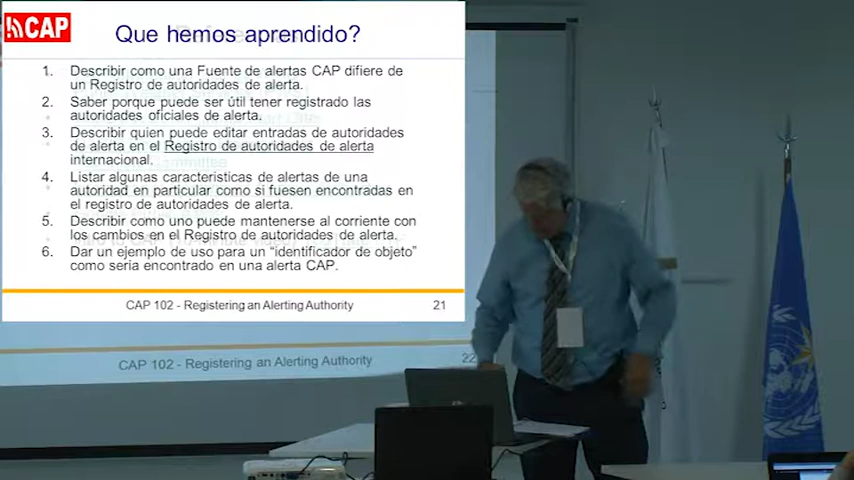 CAP
Que hemos aprendido?
1. Describir como una Fuente de alertas CAP difiere de
un Registro de autoridades de alerta.
2. Saber porque puede ser útil tener registrado las
autoridades oficiales de alerta.
3. Describir quien puede editar entradas de autoridades
de alerta en el Registro de autoridades de alerta
internacional.
4. Listar algunas caracteristicas de alertas de una
autoridad en particular como si fuesen encontradas en
el registro de autoridades de alerta.
5. Describir como uno puede mantenerse al corriente con
los cambios en el Registro de autoridades de alerta.
6. Dar un ejemplo de uso para un “identificador de objeto”
como seria encontrado en una alerta CAP.
CAP 102 - Registering an Alerting Authority 21
CAP 102 - Registering an Alerting Authority 22